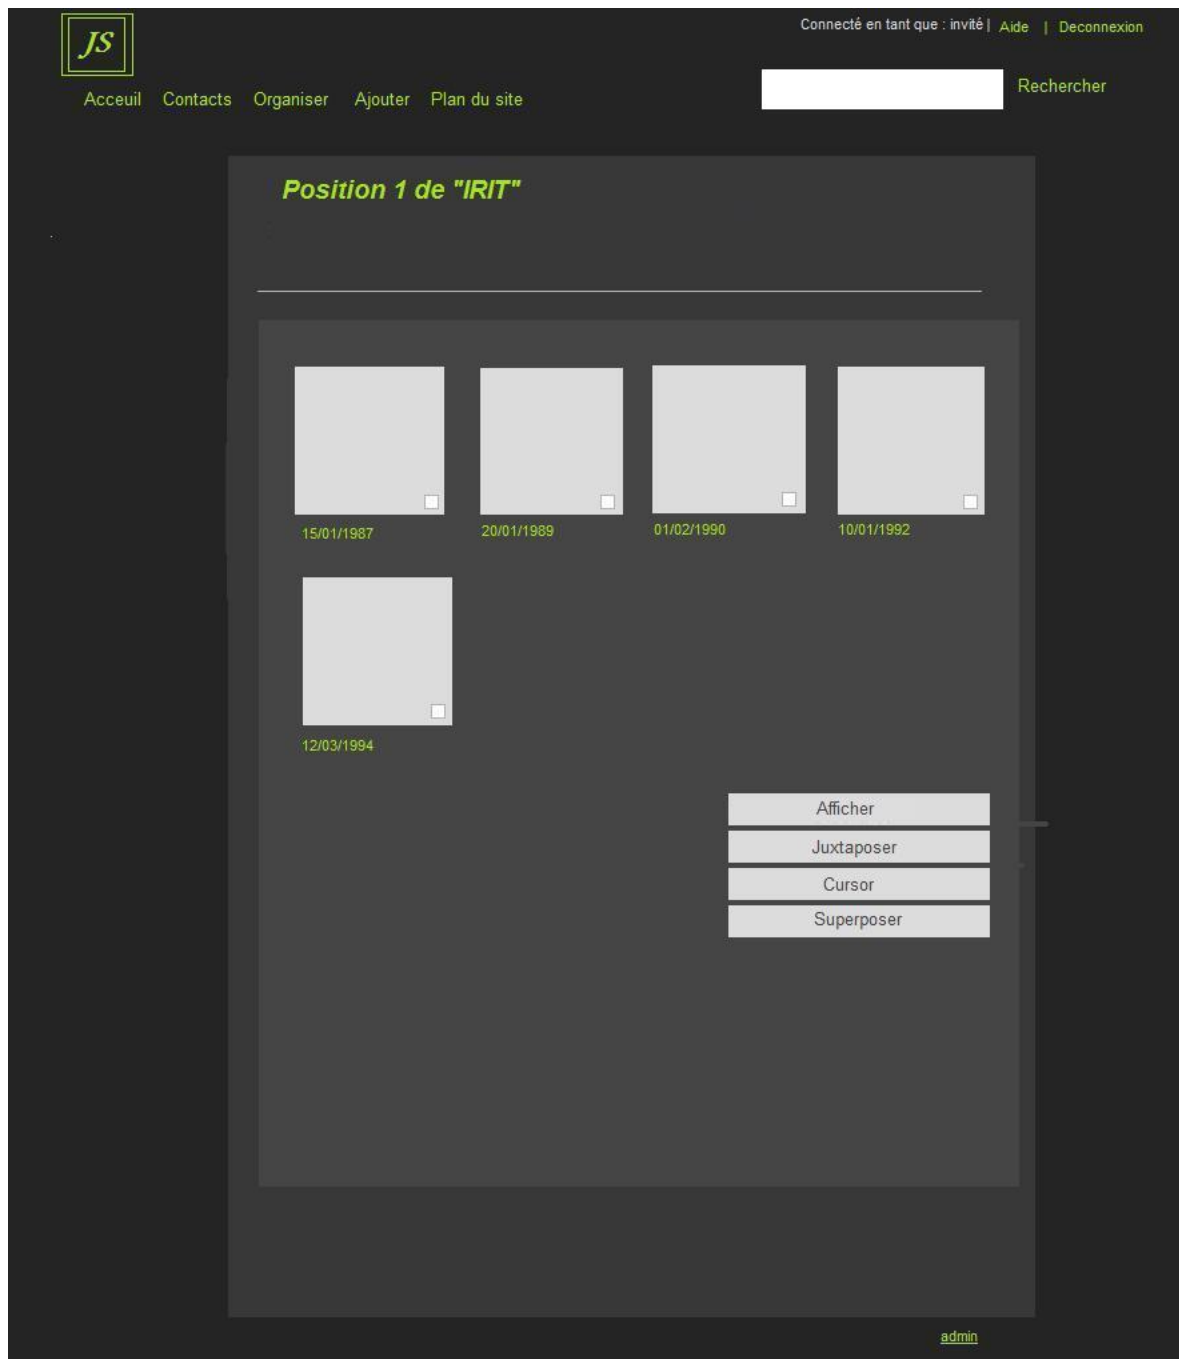 Connecté en tant que : invité | Aide | Deconnexion
JS
Acceuil Contacts Organiser Ajouter Plan du site Rechercher
Position 1 de "IRIT"
15/01/1987 20/01/1989 01/02/1990 10/01/1992
12/03/1994
Afficher
Juxtaposer
Cursor
Superposer
admin